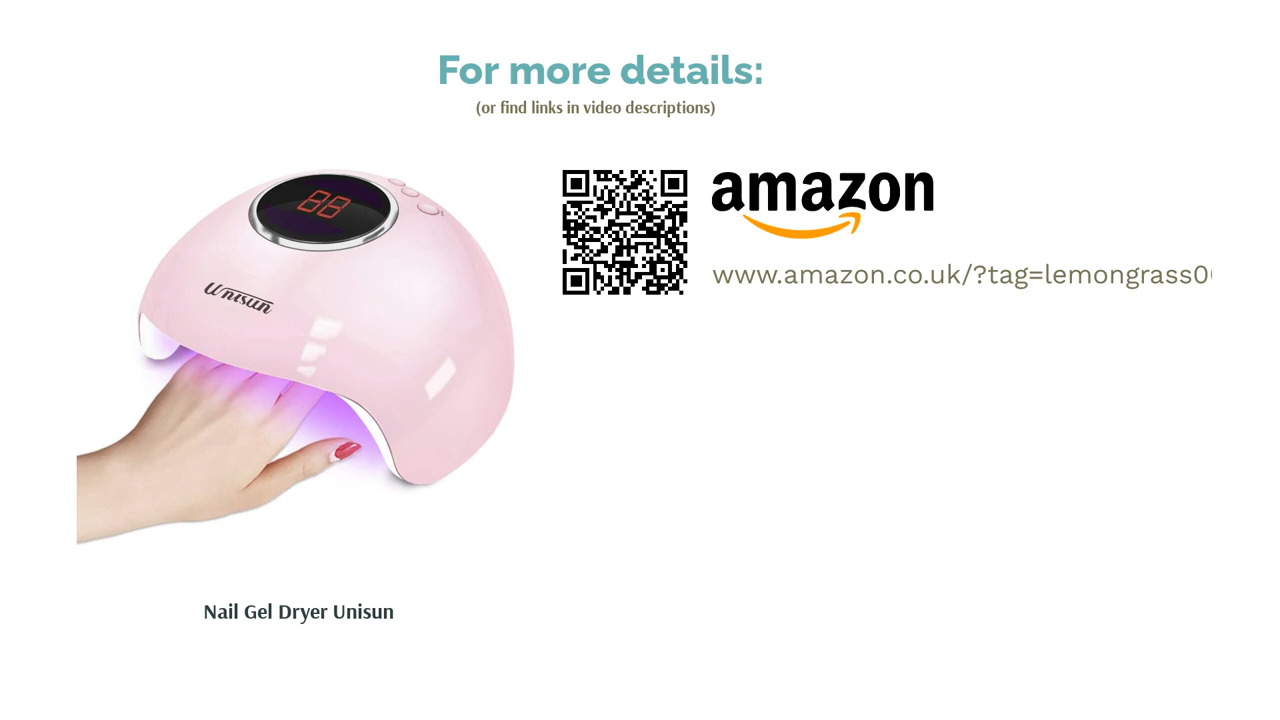 For more details:
(or find links in video descriptions)
88
Unisun
amazon
www.amazon.co.uk/?tag=lemongrass0
Nail Gel Dryer Unisun